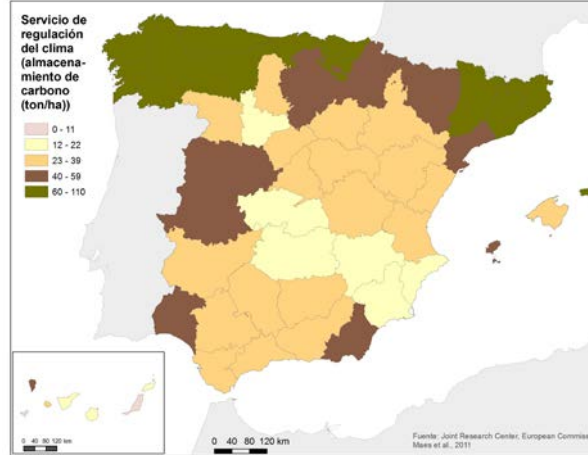 Servicio de
regulación
del clima
(almacena-
miento de
carbono
(ton/ha))
0 - 11
12 - 22
23 - 39
40 - 59
60 - 110
0 40 80 120 km
0 40 80 120 km
Fuente: Joint Research Center, European Commis
Maes et al., 2011